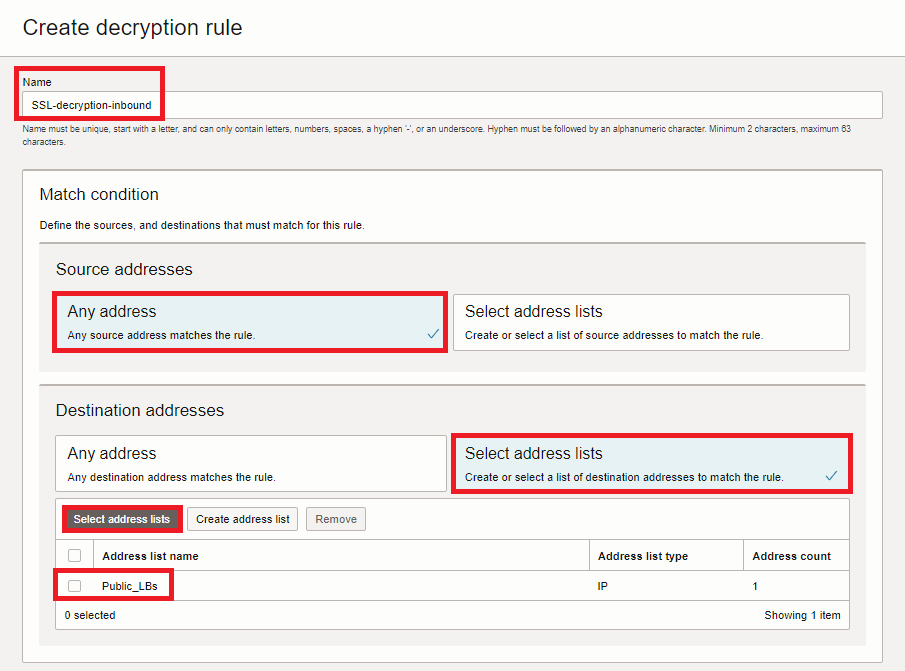 Create decryption rule
Name
SSL-decryption-inbound
Name must be unique, start with a letter, and can only contain letters, numbers, spaces, a hyphen '-', or an underscore. Hyphen must be followed by an alphanumeric character. Minimum 2 characters, maximum 63
characters.
Match condition
Define the sources, and destinations that must match for this rule.
Source addresses
Any address
Any source address matches the rule.
Select address lists
Create or select a list of source addresses to match the rule.
Destination addresses
Any address
Any destination address matches the rule.
Select address lists
Create or select a list of destination addresses to match the rule.
Select address lists Create address list Remove
Address list name Address list type Address count
Public_LBs IP 1
0 selected Showing 1 item